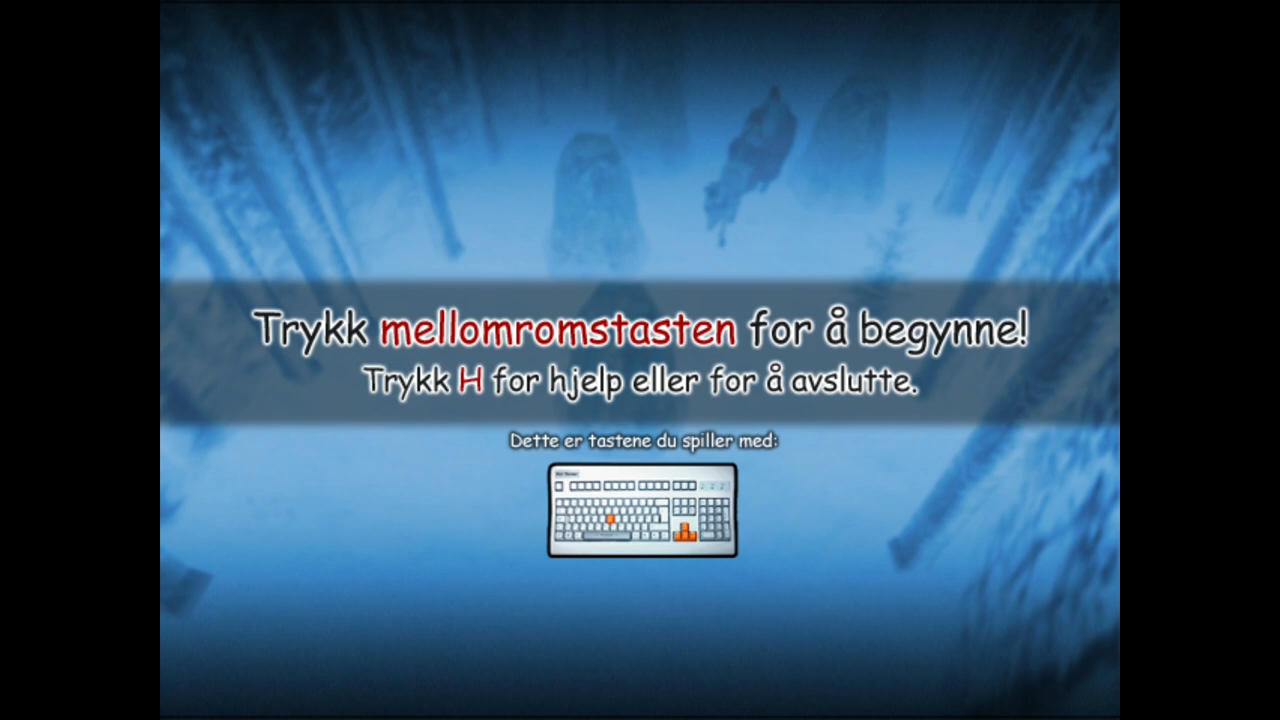 Trykk mellomromstasten for å begynne!
Trykk H for hjelp eller for å avslutte.
Dette er tastene du spiller med: